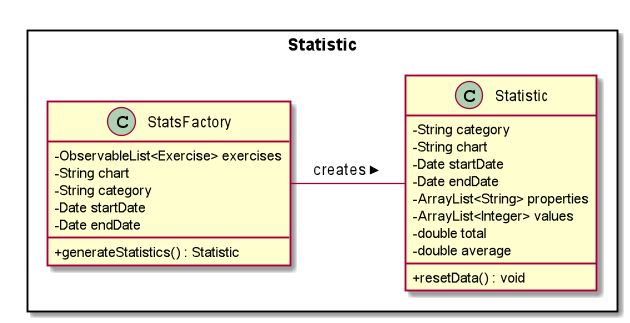 Statistic
C StatsFactory
-ObservableList<Exercise> exercises
-String chart
-String category
-Date startDate
-Date endDate
+generateStatistics() : Statistic
creates ▶
C Statistic
-String category
-String chart
-Date startDate
-Date endDate
-ArrayList<String> properties
-ArrayList<Integer> values
-double total
-double average
+resetData() : void